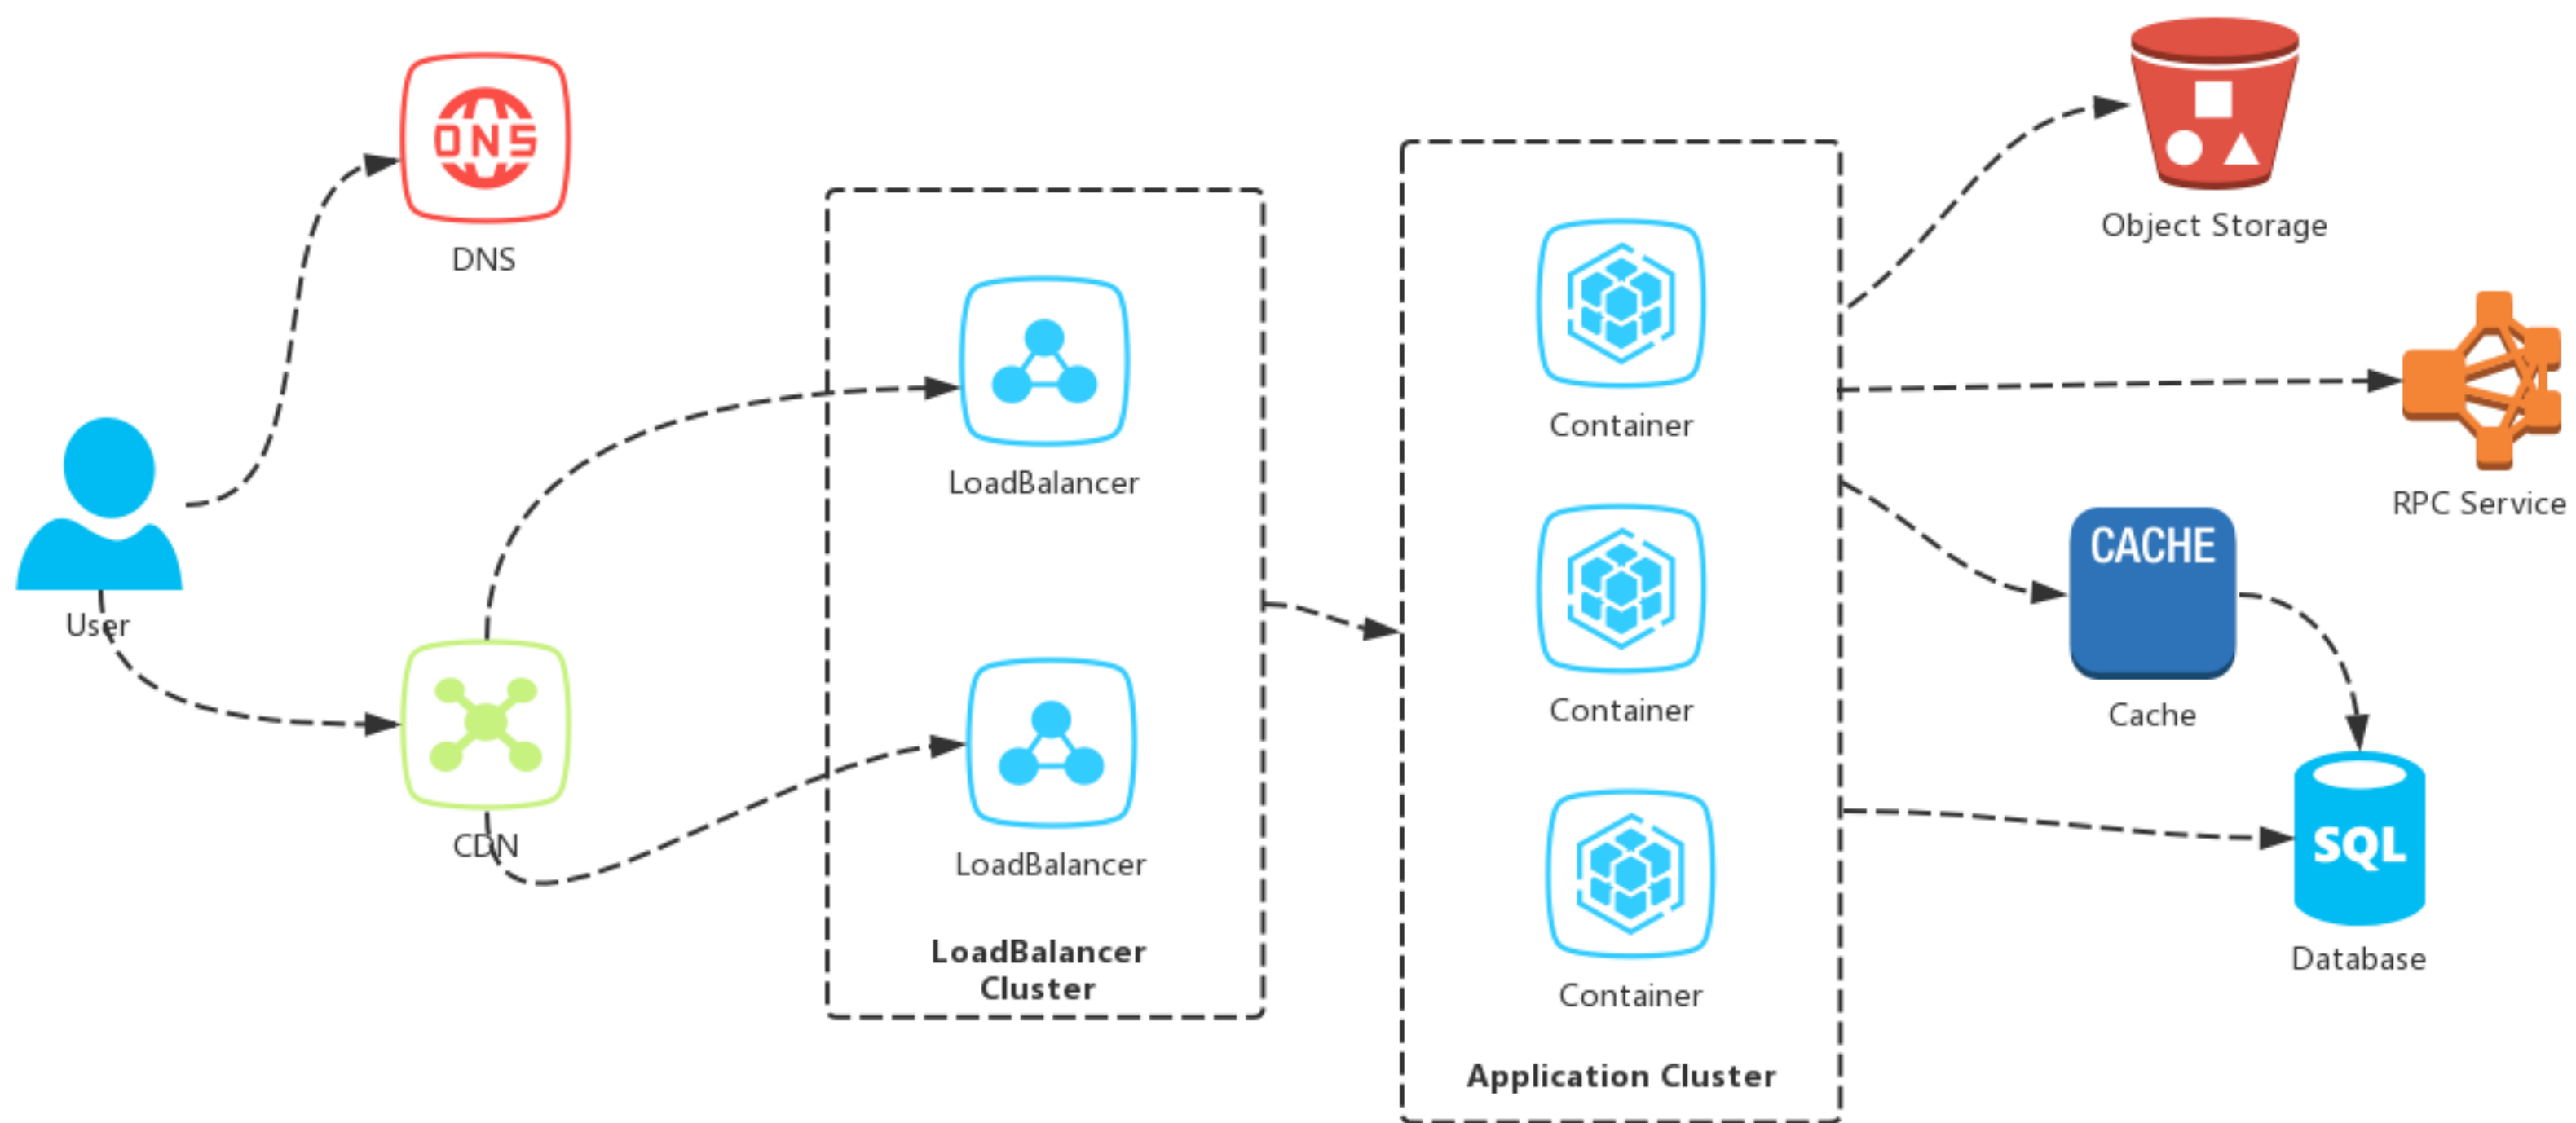 DNS
DNS
User
CDN
LoadBalancer
LoadBalancer
LoadBalancer
Cluster
Container
Container
Container
Application Cluster
Object Storage
RPC Service
CACHE
Cache
SQL
Database